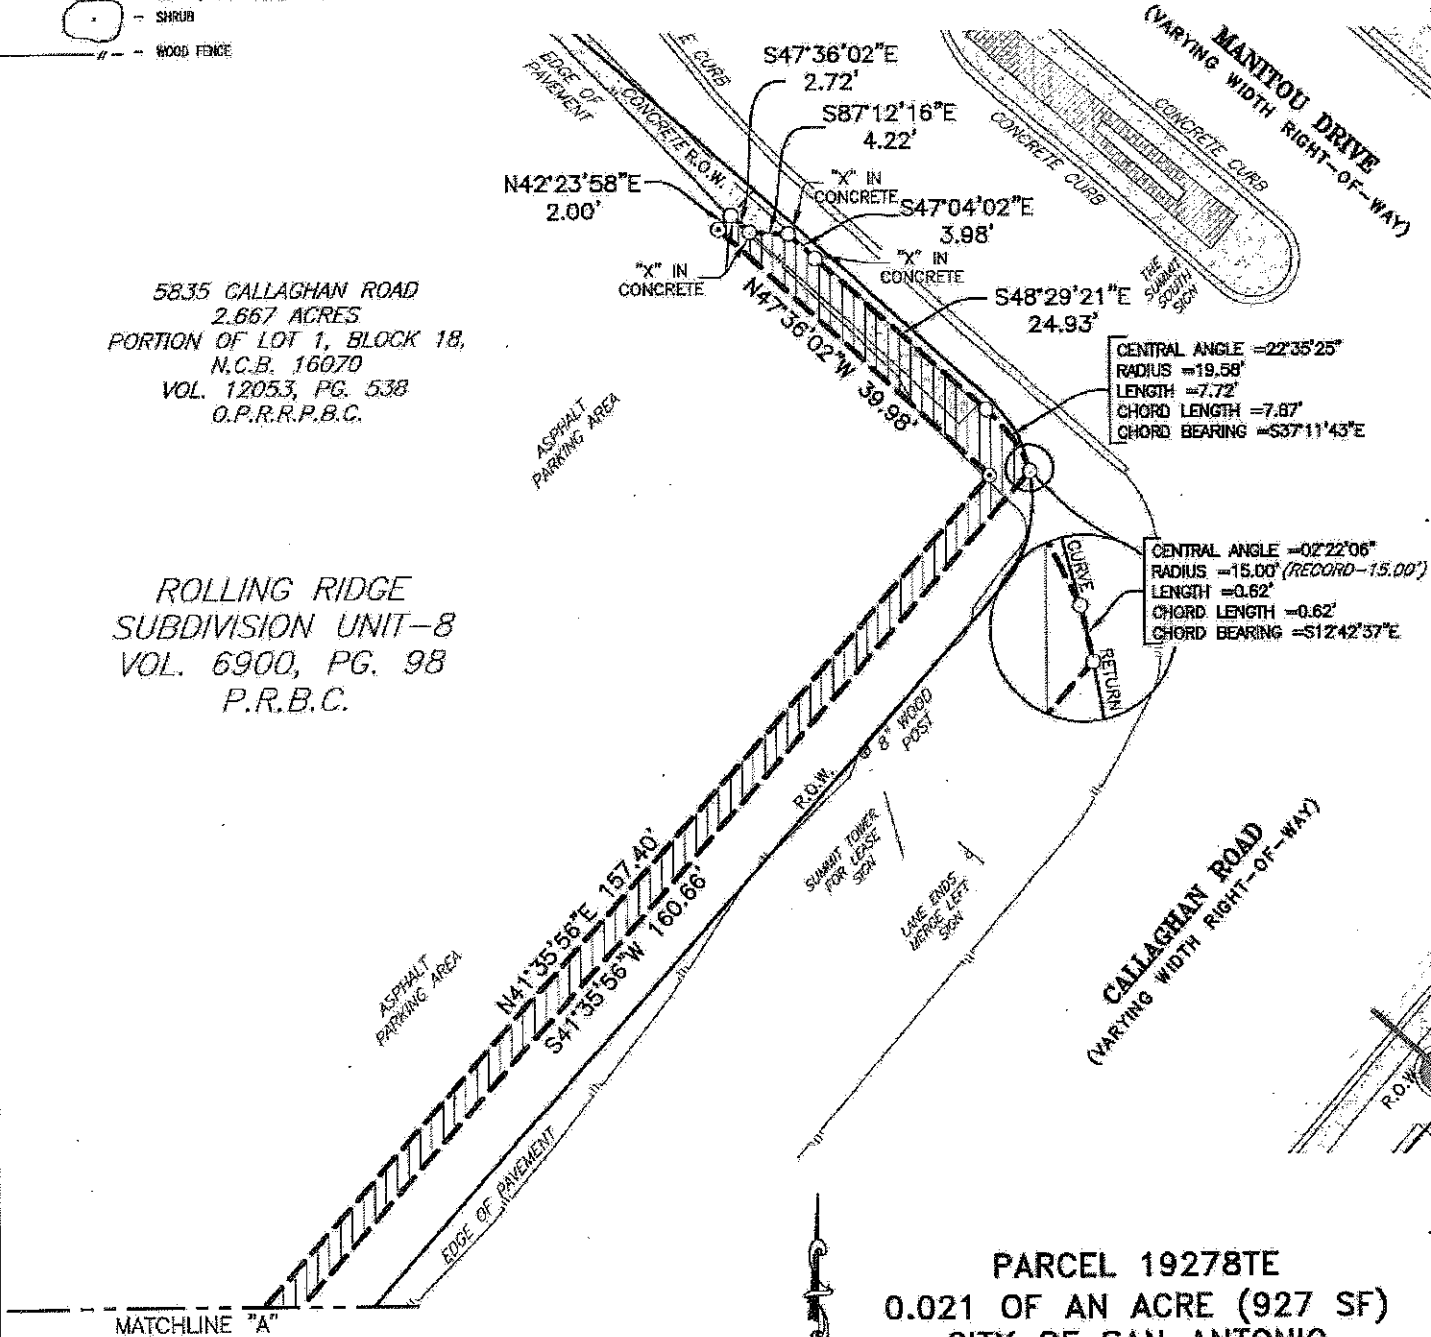 - SHRUB
- WOOD FENCE
MANITOU DRIVE
(VARYING WIDTH RIGHT-OF-WAY)
E CURB
EDGE OF
PAVEMENT
CONCRETE
R.O.W.
S47°36'02"E
2.72'
S87°12'16"E
4.22'
N42°23'58"E
2.00'
"X" IN
CONCRETE
S47°04'02"E
3.98'
"X" IN
CONCRETE
"X" IN
CONCRETE
CONCRETE CURB
CONCRETE CURB
THE
SUMMIT
SOUTH
SIGN
S48°29'21"E
24.93'
N47°36'02"W 39.98'
5835 CALLAGHAN ROAD
2.667 ACRES
PORTION OF LOT 1, BLOCK 18,
N.C.B. 16070
VOL. 12053, PG. 538
O.P.R.R.P.B.C.
CENTRAL ANGLE =22°35'25"
RADIUS =19.58'
LENGTH =7.72'
CHORD LENGTH =7.67'
CHORD BEARING =S37°11'43"E
ASPHALT
PARKING AREA
CENTRAL ANGLE =02°22'06"
RADIUS =15.00' (RECORD-15.00')
LENGTH =0.62'
CHORD LENGTH =0.62'
CHORD BEARING =S12°42'37"E
CURVE
RETURN
ROLLING RIDGE
SUBDIVISION UNIT-8
VOL. 6900, PG. 98
P.R.B.C.
8" WOOD
POST
R.O.W.
SUMMIT TOWER
FOR LEASE
SIGN
LANE ENDS
MERGE LEFT
SIGN
CALLAGHAN ROAD
(VARYING WIDTH RIGHT-OF-WAY)
N41°35'56"E 157.40'
S41°35'56"W 160.66'
ASPHALT
PARKING AREA
R.O.W.
EDGE OF PAVEMENT
MATCHLINE "A"
PARCEL 19278TE
0.021 OF AN ACRE (927 SF)
CITY OF SAN ANTONIO